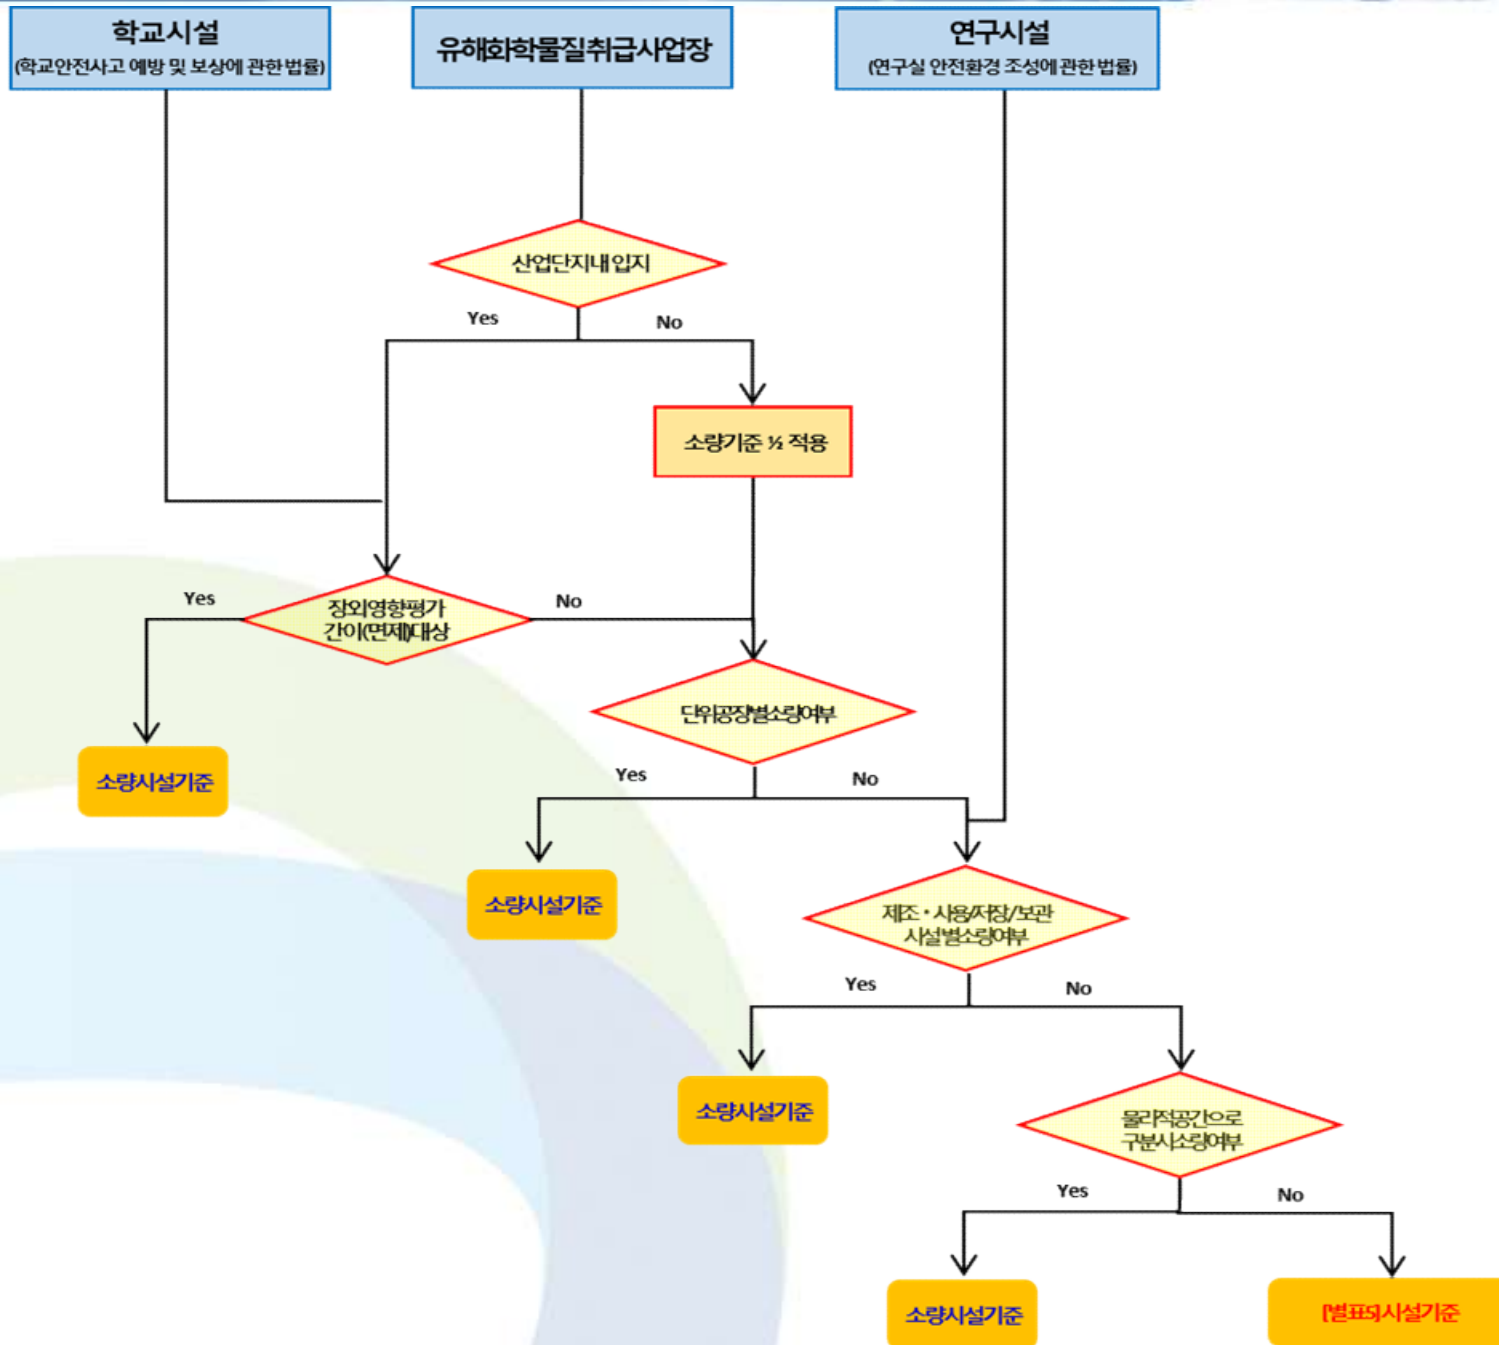 학교시설
(학교안전사고 예방 및 보상에 관한 법률)
유해화학물질취급사업장
연구시설
(연구실 안전환경 조성에 관한 법률)
산업단지내 입지
Yes
No
소량기준 ½ 적용
장외영향평가
간이(면제)대상
Yes
No
소량시설기준
단위공장별소량여부
Yes
No
소량시설기준
제조・사용/저장/보관
시설별소량여부
Yes
No
소량시설기준
물리적공간으로
구분시소량여부
Yes
No
소량시설기준
[별표5]시설기준